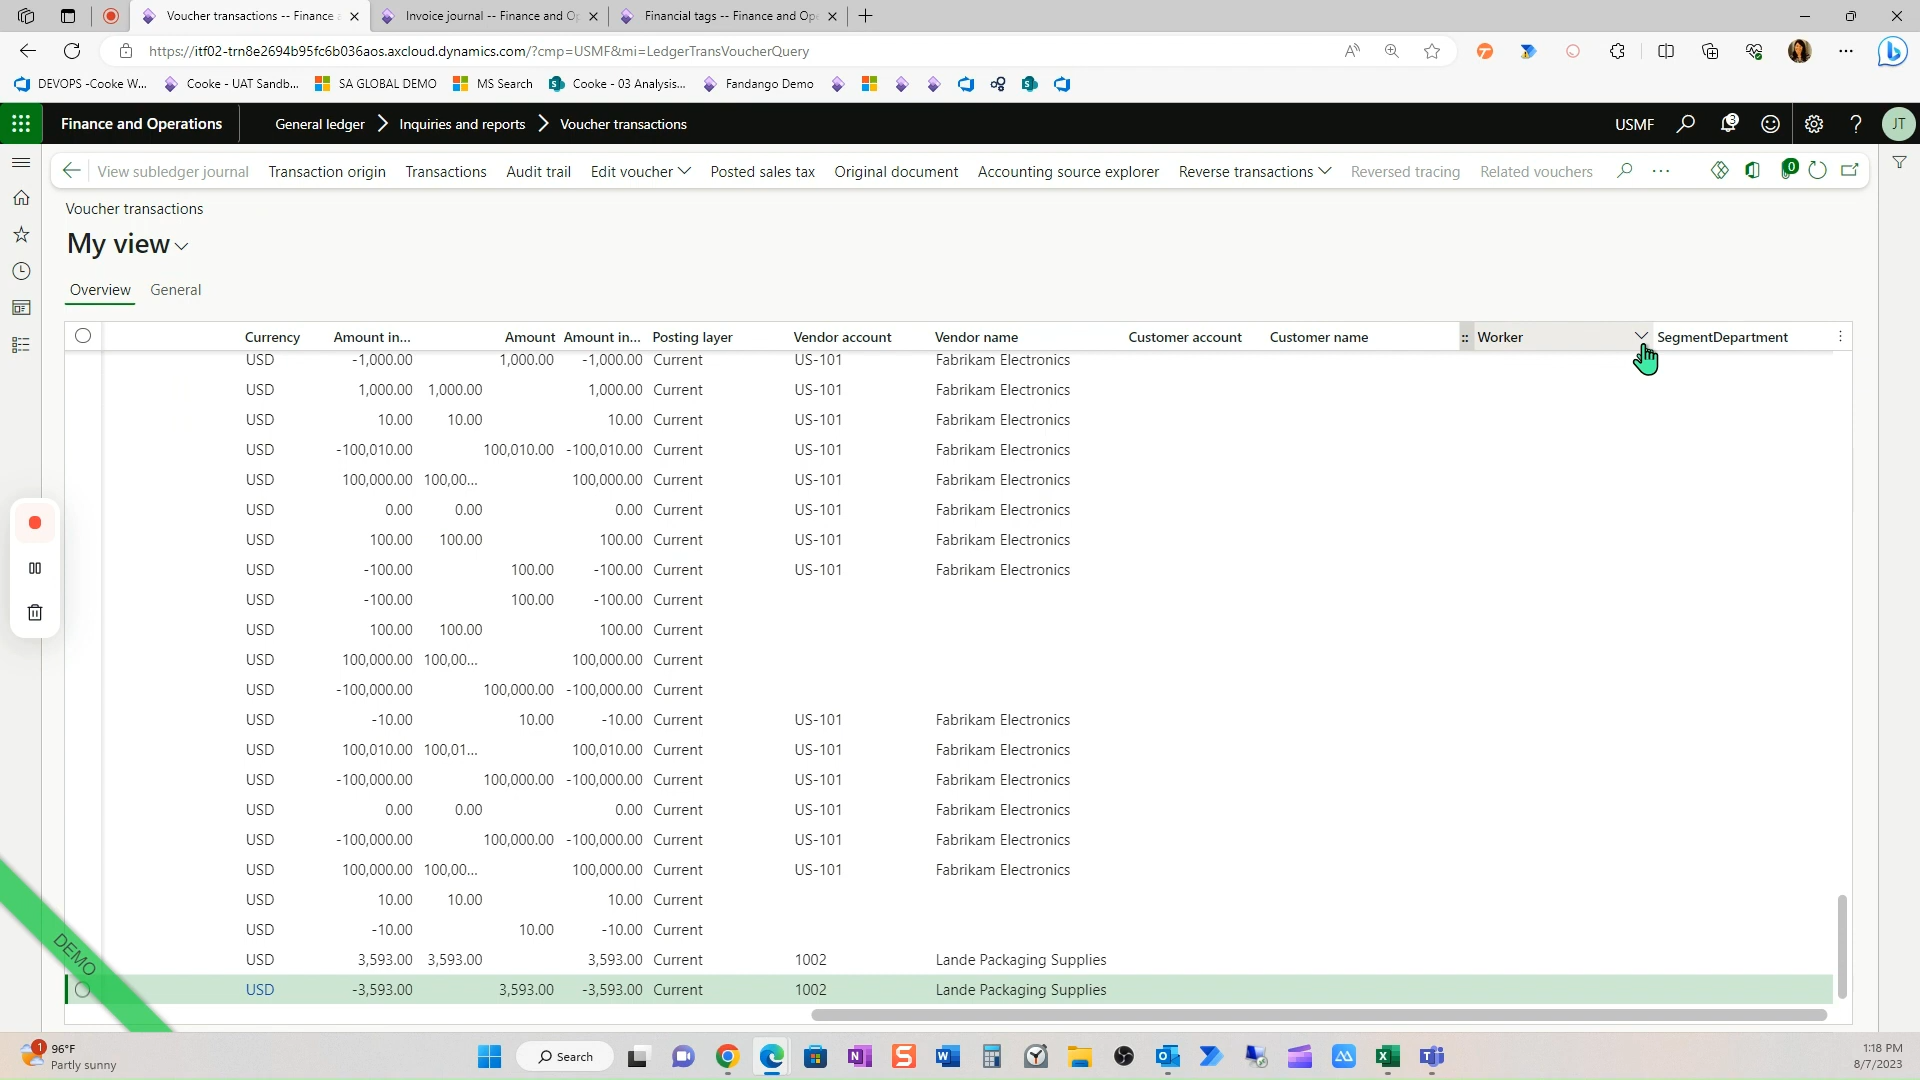 Voucher transactions -- Finance a
Invoice journal -- Finance and Op
Financial tags -- Finance and Ope
https://itf02-trn8e2694b95fc6b036aos.axcloud.dynamics.com/?cmp=USMF&mi=LedgerTransVoucherQuery
DEVOPS -Cooke W... Cooke - UAT Sandb... SA GLOBAL DEMO MS Search Cooke - 03 Analysis... Fandango Demo
Finance and Operations General ledger Inquiries and reports Voucher transactions USMF 3 JT
View subledger journal Transaction origin Transactions Audit trail Edit voucher Posted sales tax Original document Accounting source explorer Reverse transactions Reversed tracing Related vouchers ... 0
Voucher transactions
My view
Overview General
Currency Amount in... Amount Amount in... Posting layer Vendor account Vendor name Customer account Customer name Worker SegmentDepartment
USD -1,000.00 1,000.00 -1,000.00 Current US-101 Fabrikam Electronics
USD 1,000.00 1,000.00 1,000.00 Current US-101 Fabrikam Electronics
USD 10.00 10.00 10.00 Current US-101 Fabrikam Electronics
USD -100,010.00 100,010.00 -100,010.00 Current US-101 Fabrikam Electronics
USD 100,000.00 100,00... 100,000.00 Current US-101 Fabrikam Electronics
USD 0.00 0.00 0.00 Current US-101 Fabrikam Electronics
USD 100.00 100.00 100.00 Current US-101 Fabrikam Electronics
USD -100.00 100.00 -100.00 Current US-101 Fabrikam Electronics
USD -100.00 100.00 -100.00 Current
USD 100.00 100.00 100.00 Current
USD 100,000.00 100,00... 100,000.00 Current
USD -100,000.00 100,000.00 -100,000.00 Current
USD -10.00 10.00 -10.00 Current US-101 Fabrikam Electronics
USD 100,010.00 100,01... 100,010.00 Current US-101 Fabrikam Electronics
USD -100,000.00 100,000.00 -100,000.00 Current US-101 Fabrikam Electronics
USD 0.00 0.00 0.00 Current US-101 Fabrikam Electronics
USD -100,000.00 100,000.00 -100,000.00 Current US-101 Fabrikam Electronics
USD 100,000.00 100,00... 100,000.00 Current US-101 Fabrikam Electronics
USD 10.00 10.00 10.00 Current
USD -10.00 10.00 -10.00 Current
USD 3,593.00 3,593.00 3,593.00 Current 1002 Lande Packaging Supplies
USD -3,593.00 3,593.00 -3,593.00 Current 1002 Lande Packaging Supplies
DEMO
1 96°F
Partly sunny
Search
1:18 PM
8/7/2023